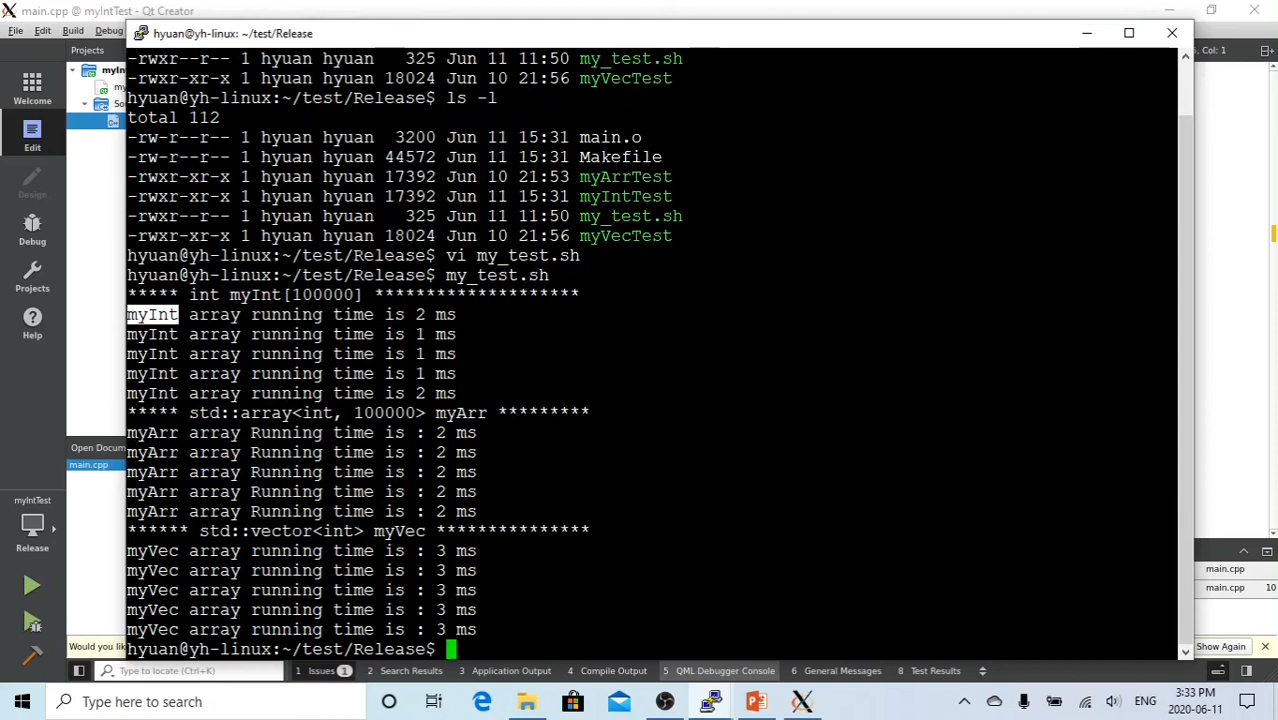 main.cpp @ myIntTest - Qt Creator
File Edit Build Debug
hyuan@yh-linux: ~/test/Release
Projects
, Col: 1
-rwxr--r-- 1 hyuan hyuan 325 Jun 11 11:50 my_test.sh
-rwxr-xr-x 1 hyuan hyuan 18024 Jun 10 21:56 myVecTest
hyuan@yh-linux:~/test/Release$ ls -l
total 112
-rw-r--r-- 1 hyuan hyuan 3200 Jun 11 15:31 main.o
-rw-r--r-- 1 hyuan hyuan 44572 Jun 11 15:31 Makefile
-rwxr-xr-x 1 hyuan hyuan 17392 Jun 10 21:53 myArrTest
-rwxr-xr-x 1 hyuan hyuan 17392 Jun 11 15:31 myIntTest
-rwxr--r-- 1 hyuan hyuan 325 Jun 11 11:50 my_test.sh
-rwxr-xr-x 1 hyuan hyuan 18024 Jun 10 21:56 myVecTest
hyuan@yh-linux:~/test/Release$ vi my_test.sh
hyuan@yh-linux:~/test/Release$ my_test.sh
***** int myInt[100000] ********************
myInt array running time is 2 ms
myInt array running time is 1 ms
myInt array running time is 1 ms
myInt array running time is 1 ms
myInt array running time is 2 ms
***** std::array<int, 100000> myArr *********
myArr array Running time is : 2 ms
myArr array Running time is : 2 ms
myArr array Running time is : 2 ms
myArr array Running time is : 2 ms
myArr array Running time is : 2 ms
****** std::vector<int> myVec ***************
myVec array running time is : 3 ms
myVec array running time is : 3 ms
myVec array running time is : 3 ms
myVec array running time is : 3 ms
myVec array running time is : 3 ms
hyuan@yh-linux:~/test/Release$
Welcome
Edit
Design
Debug
Projects
Help
myIntTest
Release
myIn
my
Sou
Open Docum
main.cpp
main.cpp
main.cpp 10
Would you lik
Show Again
Type to locate (Ctrl+K)
1 Issues 1 2 Search Results 3 Application Output 4 Compile Output 5 QML Debugger Console 6 General Messages 8 Test Results
Type here to search
ENG
3:33 PM
2020-06-11